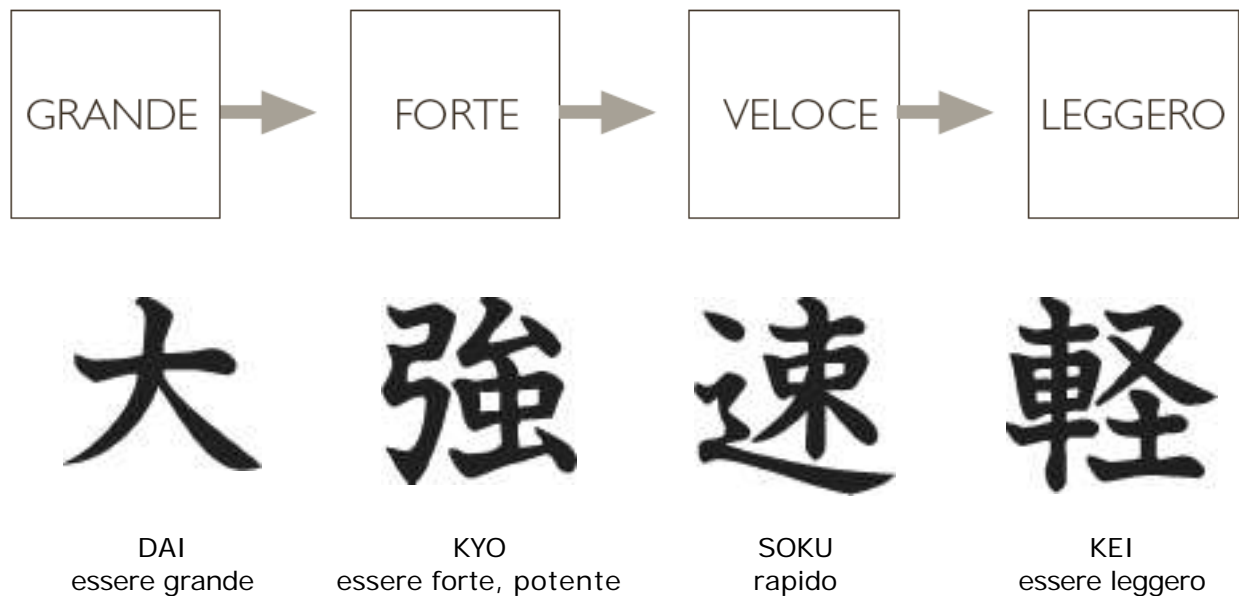 GRANDE FORTE VELOCE LEGGERO
大 強 速 軽
DAI KYO SOKU KEI
essere grande essere forte, potente rapido essere leggero